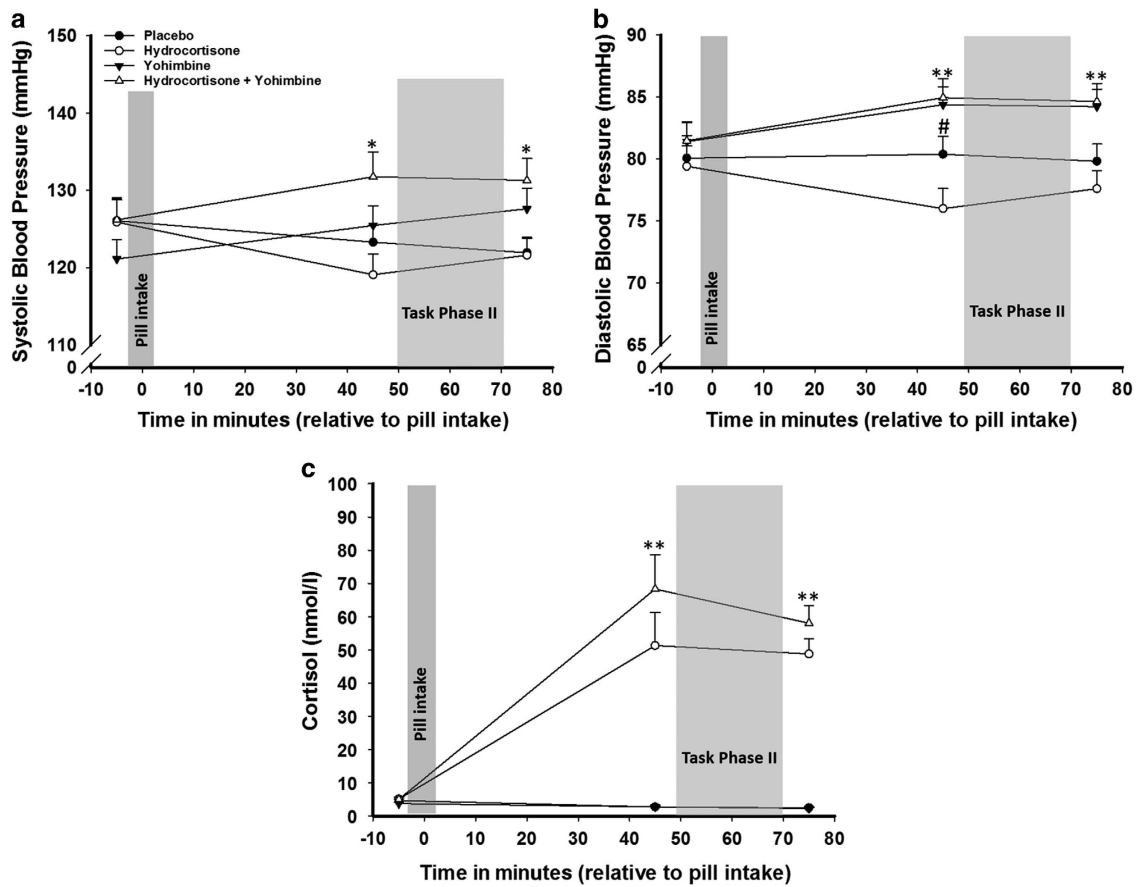 a
Systolic Blood Pressure (mmHg)
150
140
130
120
110
0
Placebo
Hydrocortisone
Yohimbine
Hydrocortisone + Yohimbine
*
*
Pill intake
Task Phase II
-10 0 10 20 30 40 50 60 70 80
Time in minutes (relative to pill intake)
b
Diastolic Blood Pressure (mmHg)
90
85
80
75
70
65
0
**
**
#
Pill intake
Task Phase II
-10 0 10 20 30 40 50 60 70 80
Time in minutes (relative to pill intake)
c
Cortisol (nmol/l)
100
90
80
70
60
50
40
30
20
10
0
**
**
Pill intake
Task Phase II
-10 0 10 20 30 40 50 60 70 80
Time in minutes (relative to pill intake)